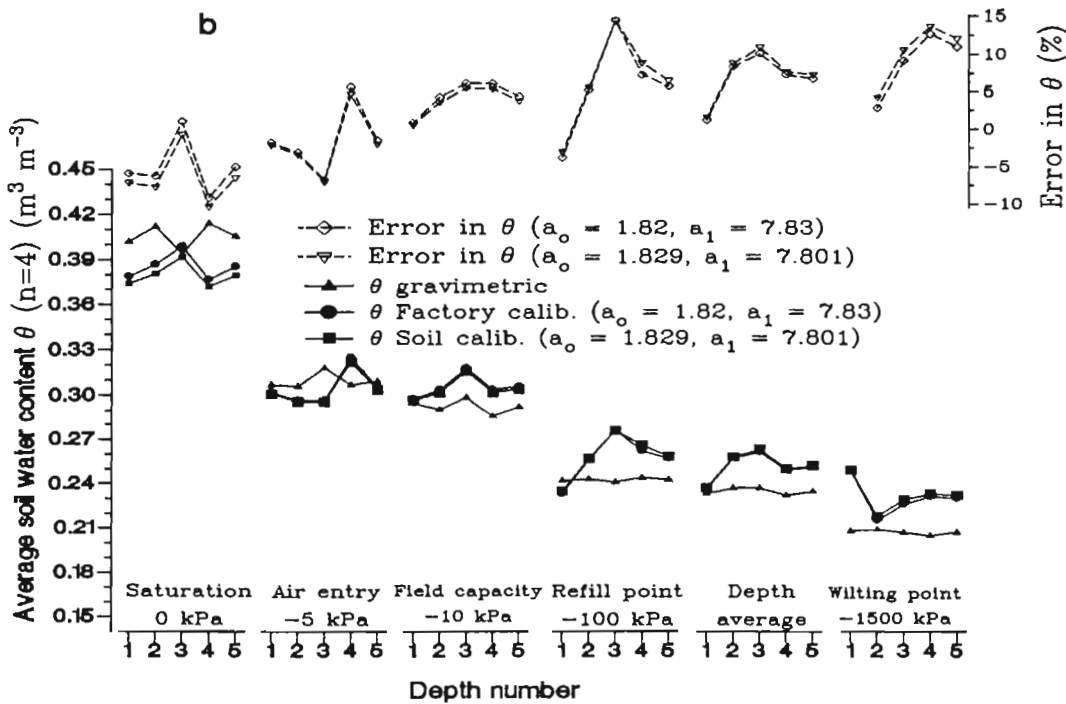 b
15
10
5
0
−5
−10
Error in θ (%)
Average soil water content θ (n=4) (m³ m⁻³)
0.45
0.42
0.39
0.36
0.33
0.30
0.27
0.24
0.21
0.18
0.15
Error in θ (a₀ = 1.82, a₁ = 7.83)
Error in θ (a₀ = 1.829, a₁ = 7.801)
θ gravimetric
θ Factory calib. (a₀ = 1.82, a₁ = 7.83)
θ Soil calib. (a₀ = 1.829, a₁ = 7.801)
Saturation Air entry Field capacity Refill point Depth Wilting point
0 kPa −5 kPa −10 kPa −100 kPa average −1500 kPa
1 2 3 4 5 1 2 3 4 5 1 2 3 4 5 1 2 3 4 5 1 2 3 4 5 1 2 3 4 5
Depth number